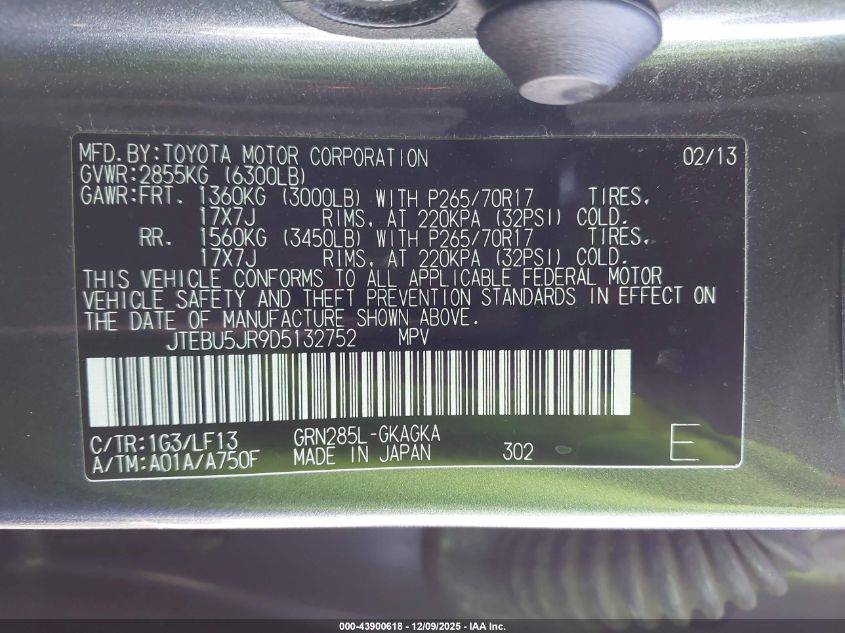 MFD.BY:TOYOTA MOTOR CORPORATION 02/13
GVWR:2855KG (6300LB)
GAWR:FRT. 1360KG (3000LB) WITH P265/70R17 TIRES,
17X7J RIMS, AT 220KPA (32PSI) COLD.
RR. 1560KG (3450LB) WITH P265/70R17 TIRES,
17X7J RIMS, AT 220KPA (32PSI) COLD.
THIS VEHICLE CONFORMS TO ALL APPLICABLE FEDERAL MOTOR
VEHICLE SAFETY AND THEFT PREVENTION STANDARDS IN EFFECT ON
THE DATE OF MANUFACTURE SHOWN ABOVE.
JTEBU5JR9D5132752 MPV
C/TR:1G3/LF13 GRN285L-GKAGKA
A/TM:A01A/A750F MADE IN JAPAN 302 E
000-43900618 - 12/09/2025 - IAA Inc.